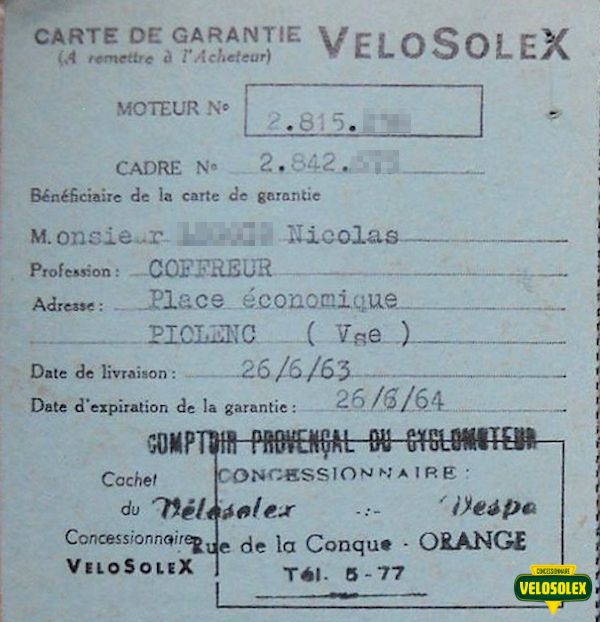 CARTE DE GARANTIE VELOSOLEX
(A remettre à l'Acheteur)
MOTEUR No 2.815.
CADRE No 2.842.
Bénéficiaire de la carte de garantie
M.onsieur Nicolas
Profession : COFFREUR
Adresse : Place économique
PIOLENC ( Vse )
Date de livraison : 26/6/63
Date d'expiration de la garantie : 26/6/64
COMPTOIR PROVENÇAL DU CYCLOMOTEUR
Cachet CONCESSIONNAIRE :
du Vélosolex -:- Vespa
Concessionnaire Rue de la Conque - ORANGE
VELOSOLEX Tél. 5-77
CONCESSIONNAIRE
VELOSOLEX